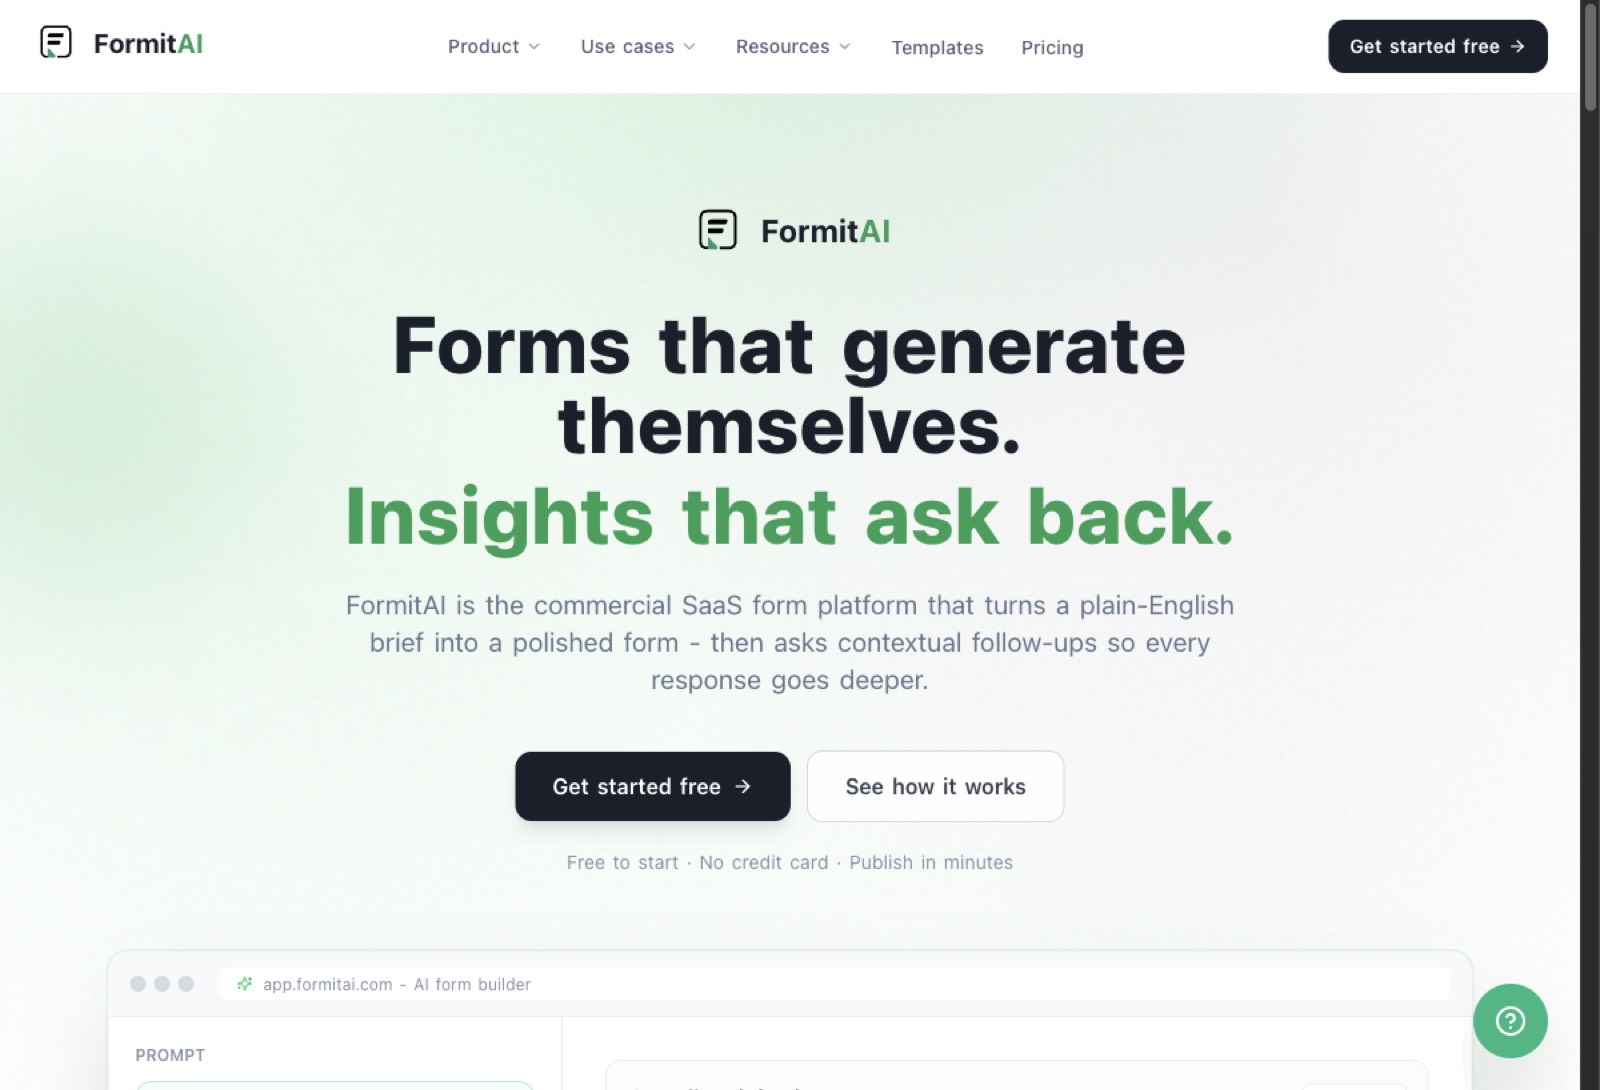 FormitAI
Product
Use cases
Resources
Templates
Pricing
Get started free →
FormitAI
Forms that generate
themselves.
Insights that ask back.
FormitAI is the commercial SaaS form platform that turns a plain-English
brief into a polished form - then asks contextual follow-ups so every
response goes deeper.
Get started free →
See how it works
Free to start · No credit card · Publish in minutes
app.formitai.com - AI form builder
PROMPT